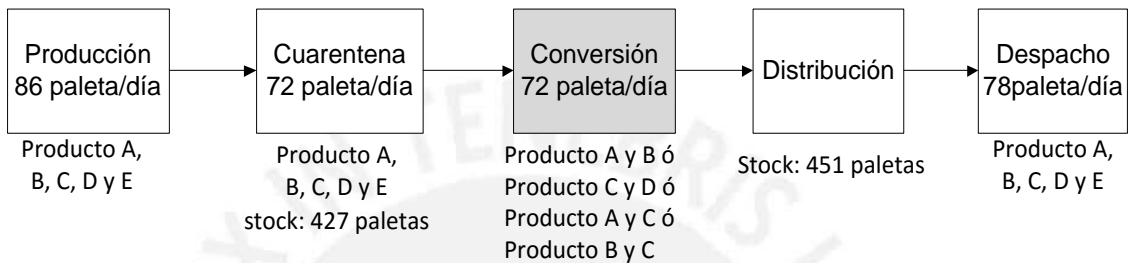 Producción
86 paleta/día
Cuarentena
72 paleta/día
Conversión
72 paleta/día
Distribución
Despacho
78paleta/día
Producto A,
B, C, D y E
Producto A,
B, C, D y E
stock: 427 paletas
Producto A y B ó
Producto C y D ó
Producto A y C ó
Producto B y C
Stock: 451 paletas
Producto A,
B, C, D y E